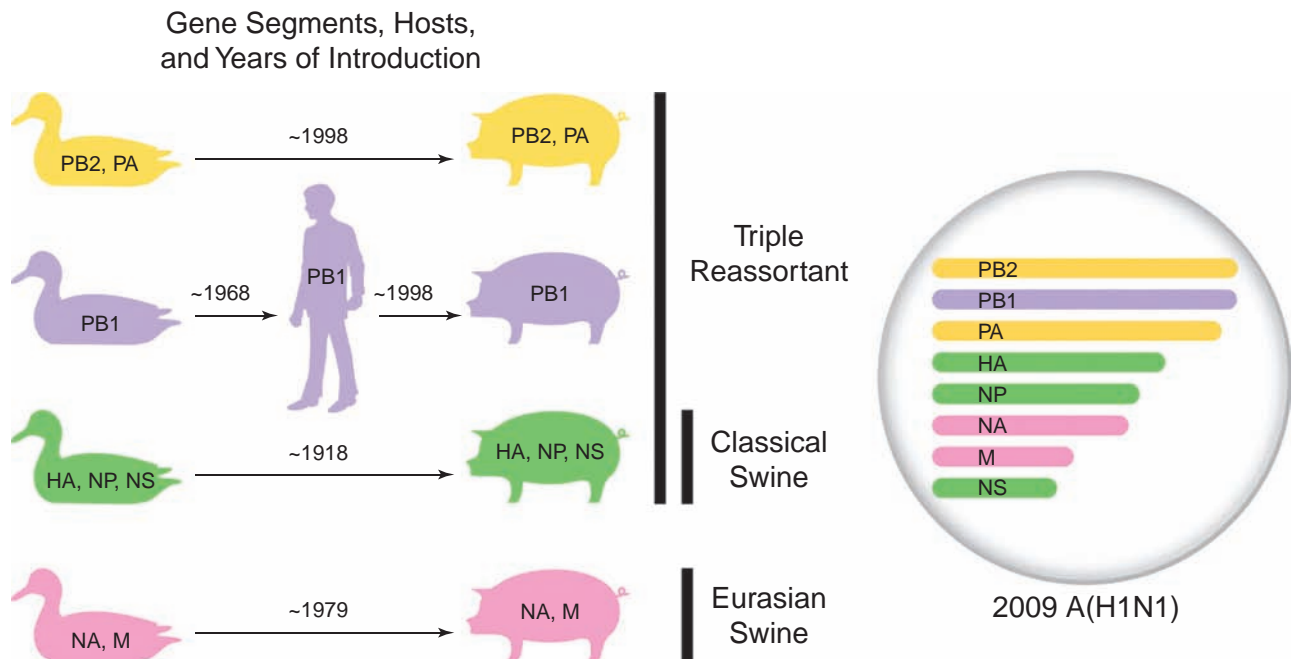 Gene Segments, Hosts,
and Years of Introduction
PB2, PA
~1998
PB2, PA
PB1
~1968
PB1
~1998
PB1
HA, NP, NS
~1918
HA, NP, NS
NA, M
~1979
NA, M
Triple
Reassortant
Classical
Swine
Eurasian
Swine
PB2
PB1
PA
HA
NP
NA
M
NS
2009 A(H1N1)